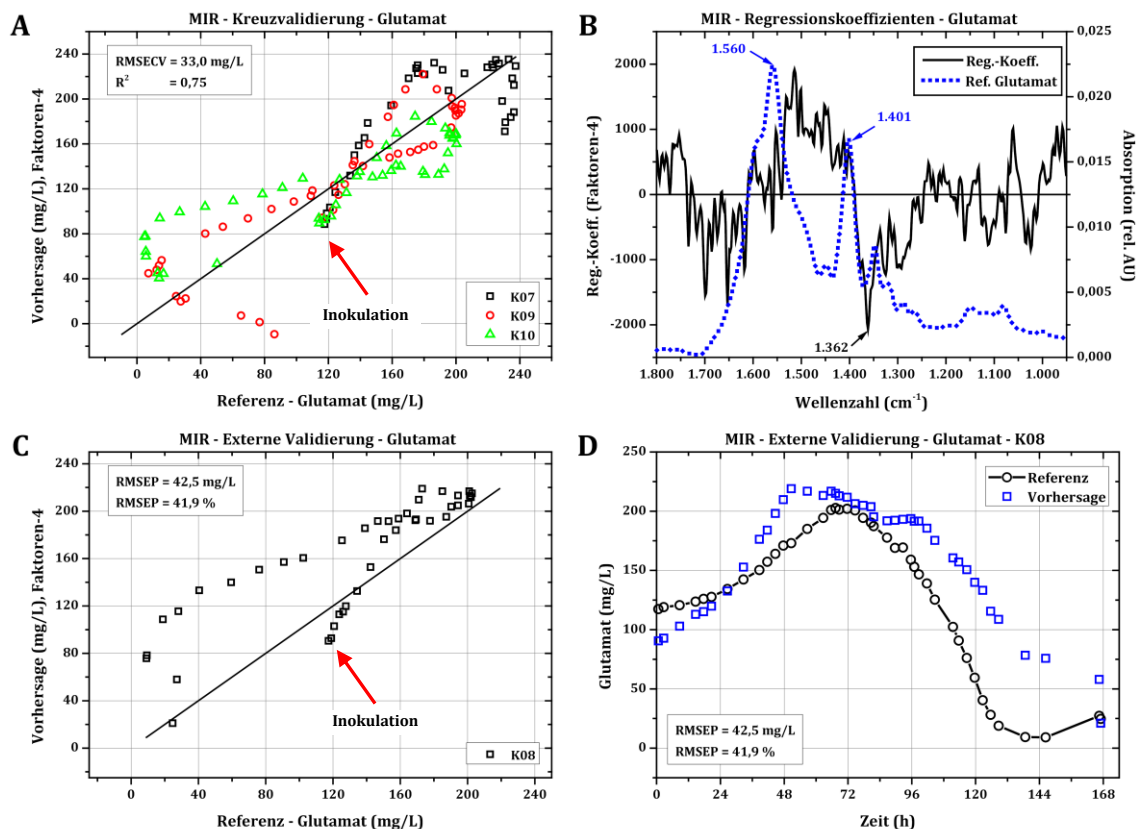 A
MIR - Kreuzvalidierung - Glutamat
RMSECV = 33,0 mg/L
R² = 0,75
Vorhersage (mg/L), Faktoren-4
240
200
160
120
80
40
0
Inokulation
K07
K09
K10
0 40 80 120 160 200 240
Referenz - Glutamat (mg/L)
B
MIR - Regressionskoeffizienten - Glutamat
1.560
Reg.-Koeff.
Ref. Glutamat
1.401
1.362
Reg.-Koeff. (Faktoren-4)
2000
1000
0
-1000
-2000
0,025
0,020
0,015
0,010
0,005
0,000
Absorption (rel. AU)
1.800 1.700 1.600 1.500 1.400 1.300 1.200 1.100 1.000
Wellenzahl (cm⁻¹)
C
MIR - Externe Validierung - Glutamat
RMSEP = 42,5 mg/L
RMSEP = 41,9 %
Vorhersage (mg/L), Faktoren-4
240
200
160
120
80
40
0
Inokulation
K08
0 40 80 120 160 200 240
Referenz - Glutamat (mg/L)
D
MIR - Externe Validierung - Glutamat - K08
Referenz
Vorhersage
Glutamat (mg/L)
250
200
150
100
50
0
RMSEP = 42,5 mg/L
RMSEP = 41,9 %
0 24 48 72 96 120 144 168
Zeit (h)